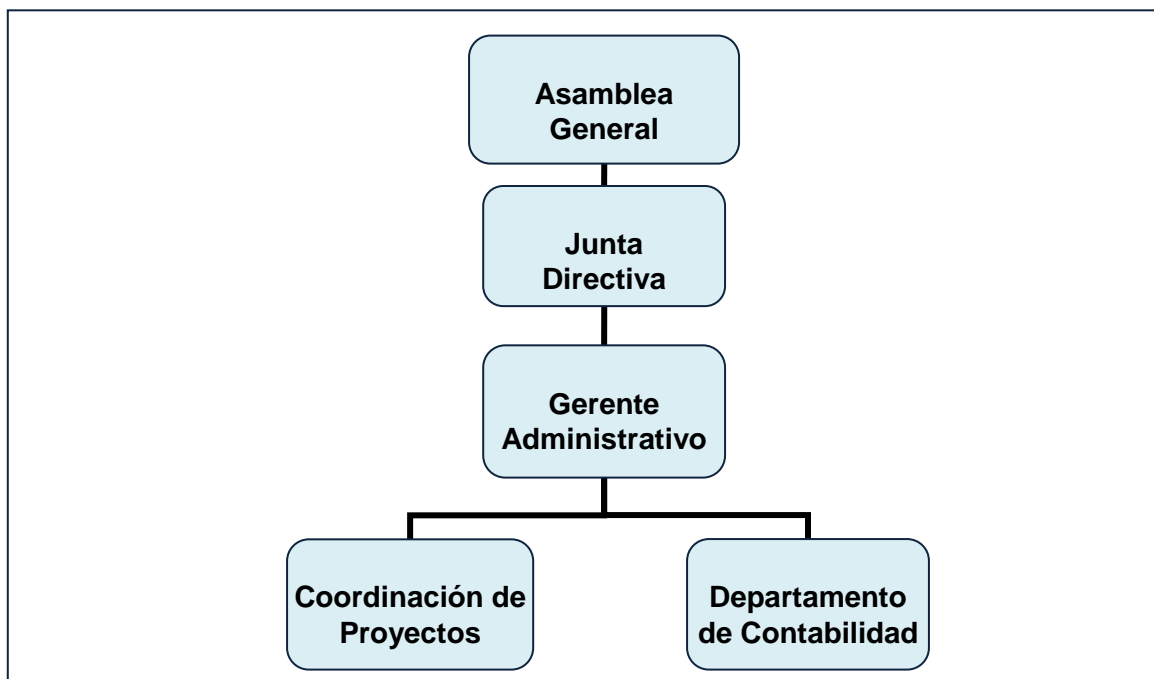 Asamblea
General
Junta
Directiva
Gerente
Administrativo
Coordinación de
Proyectos
Departamento
de Contabilidad